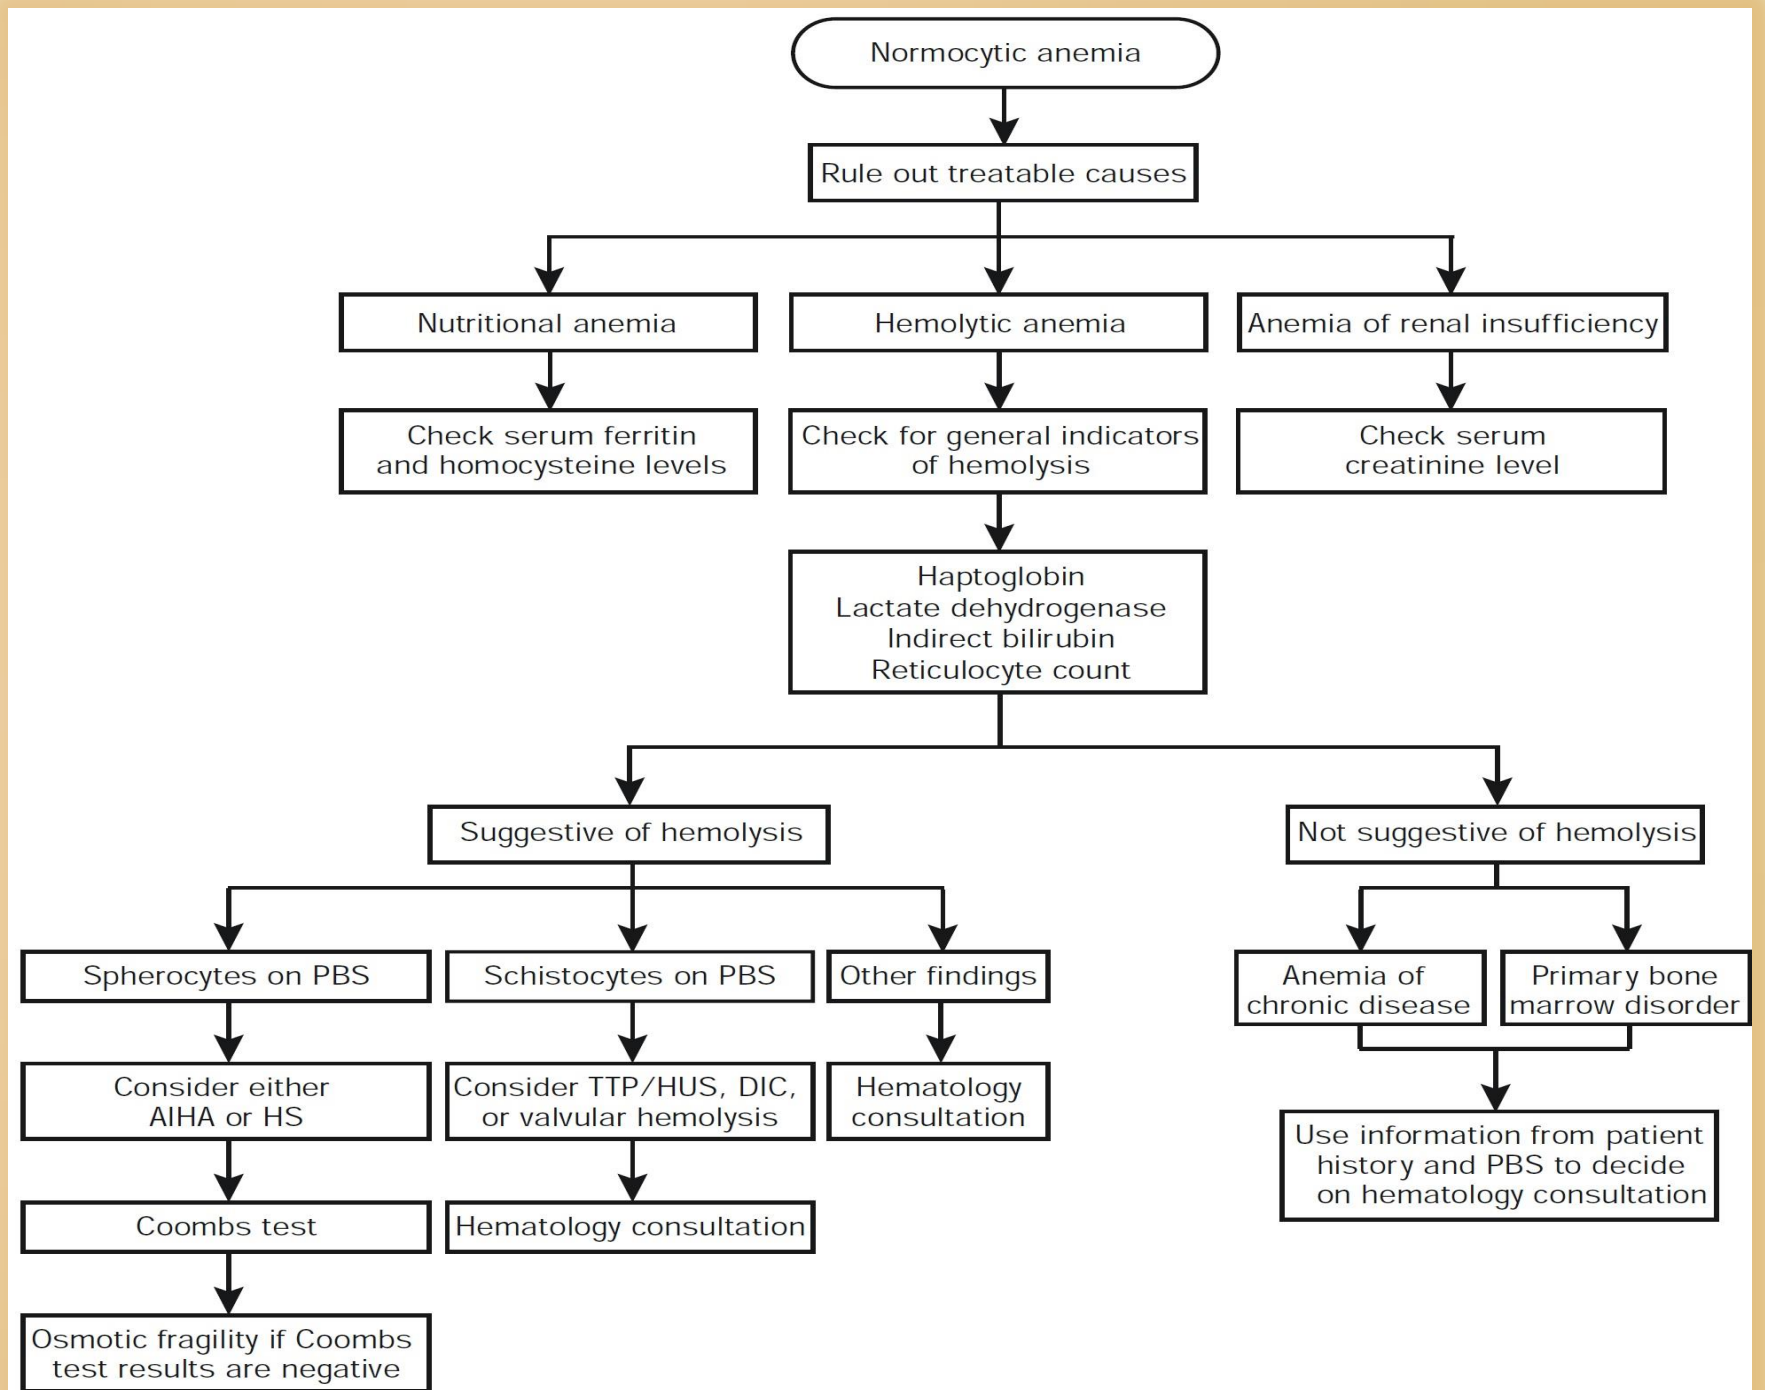 Normocytic anemia
Rule out treatable causes
Nutritional anemia
Hemolytic anemia
Anemia of renal insufficiency
Check serum ferritin
and homocysteine levels
Check for general indicators
of hemolysis
Check serum
creatinine level
Haptoglobin
Lactate dehydrogenase
Indirect bilirubin
Reticulocyte count
Suggestive of hemolysis
Not suggestive of hemolysis
Spherocytes on PBS
Schistocytes on PBS
Other findings
Anemia of
chronic disease
Primary bone
marrow disorder
Consider either
AIHA or HS
Consider TTP/HUS, DIC,
or valvular hemolysis
Hematology
consultation
Use information from patient
history and PBS to decide
on hematology consultation
Coombs test
Hematology consultation
Osmotic fragility if Coombs
test results are negative